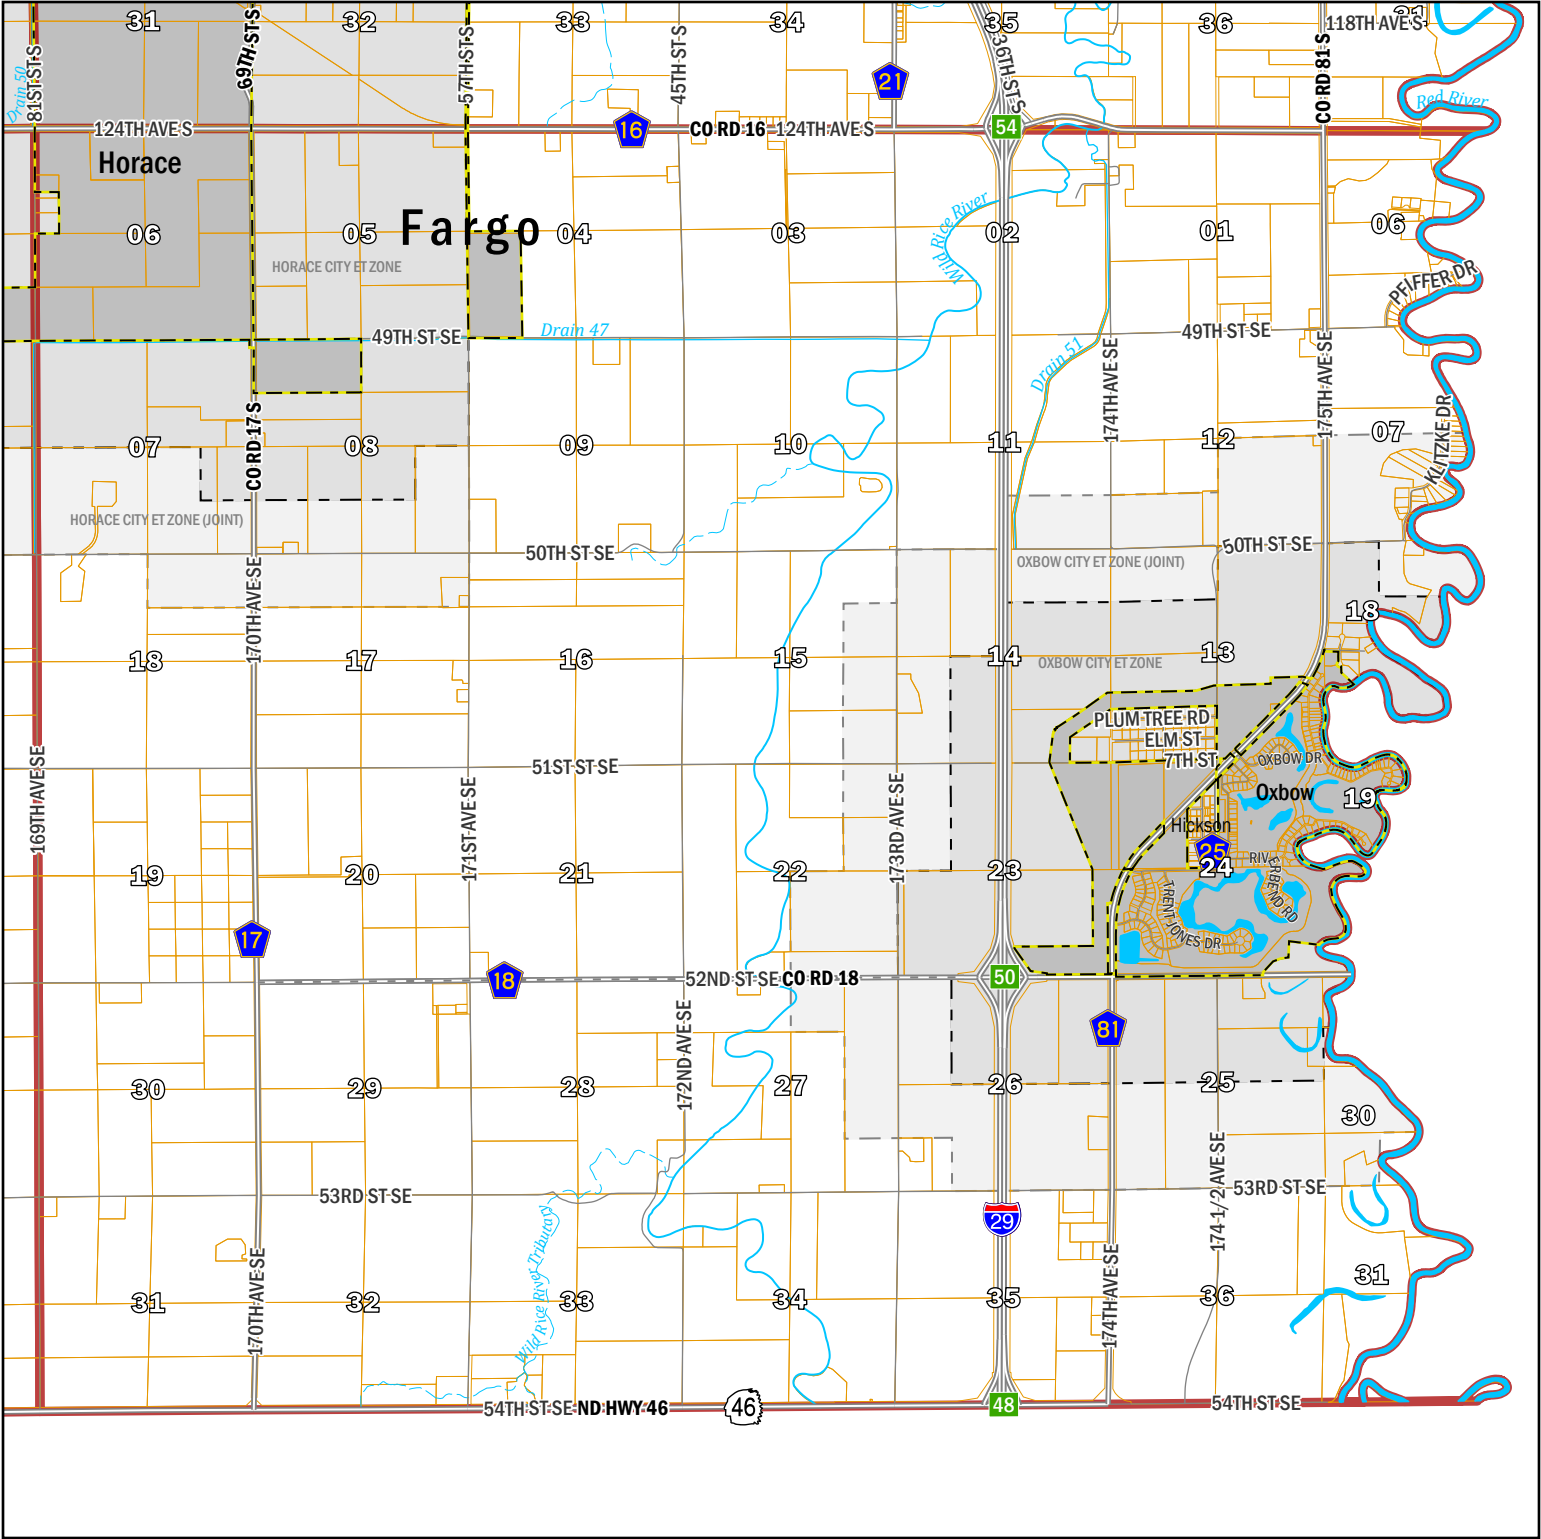 31
32
33
34
35
36
31
118TH AVE S
81ST ST S
Drain 50
69TH ST S
57TH ST S
45TH ST S
21
36TH ST S
CO RD 81 S
Red River
124TH AVE S
16
CO RD 16
124TH AVE S
54
Horace
Fargo
06
05
04
03
02
01
06
Wild Rice River
HORACE CITY ET ZONE
PFIFFER DR
49TH ST SE
Drain 47
49TH ST SE
Drain 51
174TH AVE SE
175TH AVE SE
KLITZKE DR
CO RD 17 S
07
08
09
10
11
12
07
HORACE CITY ET ZONE (JOINT)
50TH ST SE
50TH ST SE
OXBOW CITY ET ZONE (JOINT)
170TH AVE SE
18
17
16
15
14
13
18
OXBOW CITY ET ZONE
PLUM TREE RD
ELM ST
7TH ST
51ST ST SE
OXBOW DR
Oxbow
19
169TH AVE SE
171ST AVE SE
173RD AVE SE
Hickson
25
RIVERBEND RD
19
20
21
22
23
24
TRENT JONES DR
17
18
52ND ST SE
CO RD 18
50
172ND AVE SE
81
30
29
28
27
26
25
30
174-1/2 AVE SE
53RD ST SE
53RD ST SE
29
Wild Rice River Tributary
170TH AVE SE
174TH AVE SE
31
32
33
34
35
36
31
54TH ST SE
ND HWY 46
46
48
54TH ST SE